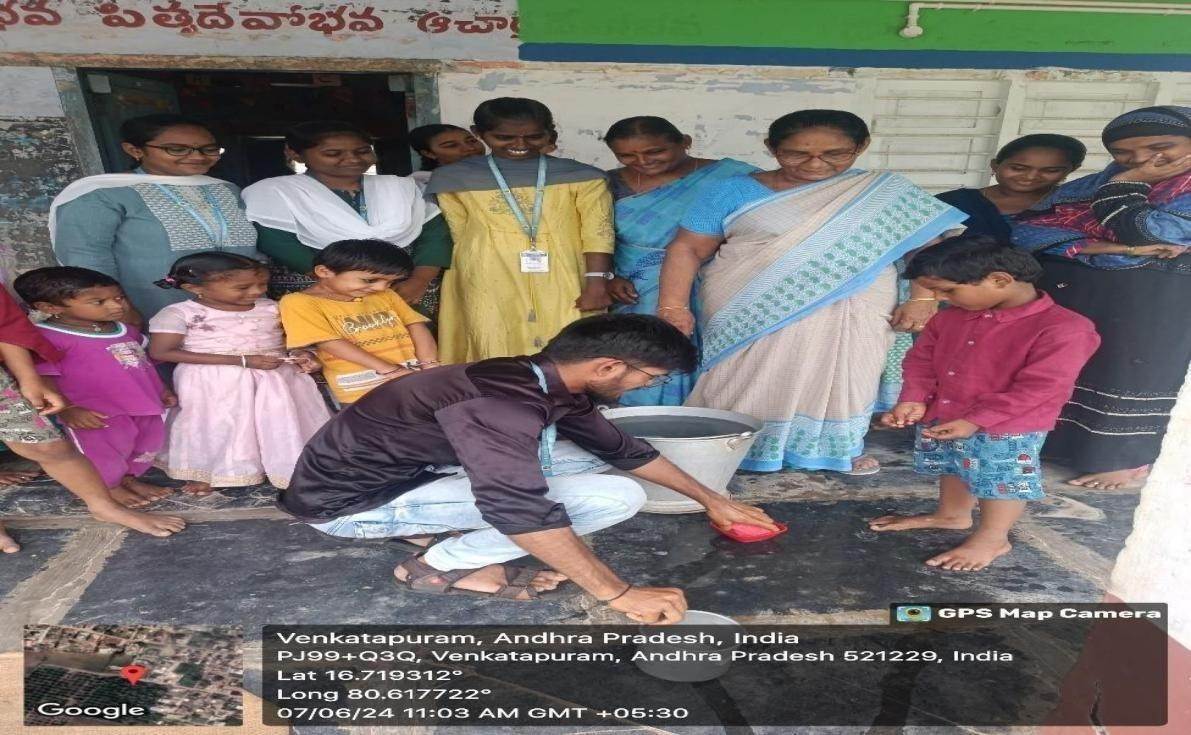 పితృదేవోభవ
Brooklyn
GPS Map Camera
Venkatapuram, Andhra Pradesh, India
PJ99+Q3Q, Venkatapuram, Andhra Pradesh 521229, India
Lat 16.719312°
Long 80.617722°
07/06/24 11:03 AM GMT +05:30
Google